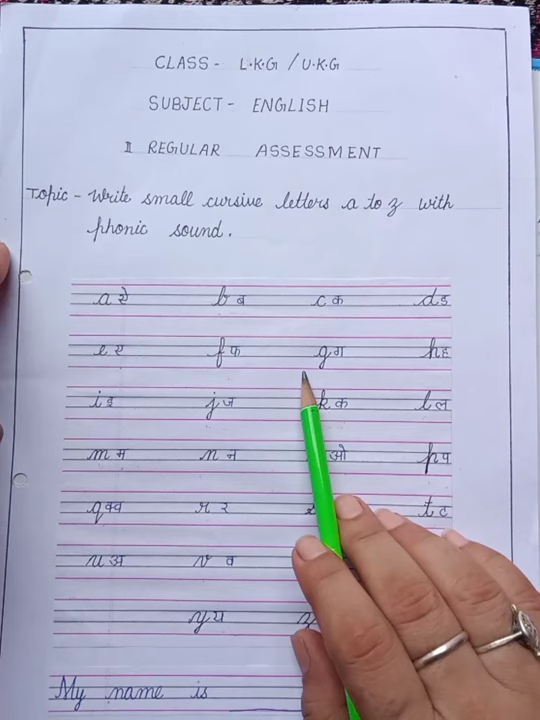 CLASS- L.K.G / U.K.G
SUBJECT- ENGLISH
II REGULAR ASSESSMENT
Topic - Write small cursive letters a to z with
phonic sound.
a ऐ b ब c क d ड
e ए f फ g ग h ह
i इ j ज k क l ल
m म n न ओ p प
q क्व r र t ट
u अ v व
y य z
My name is